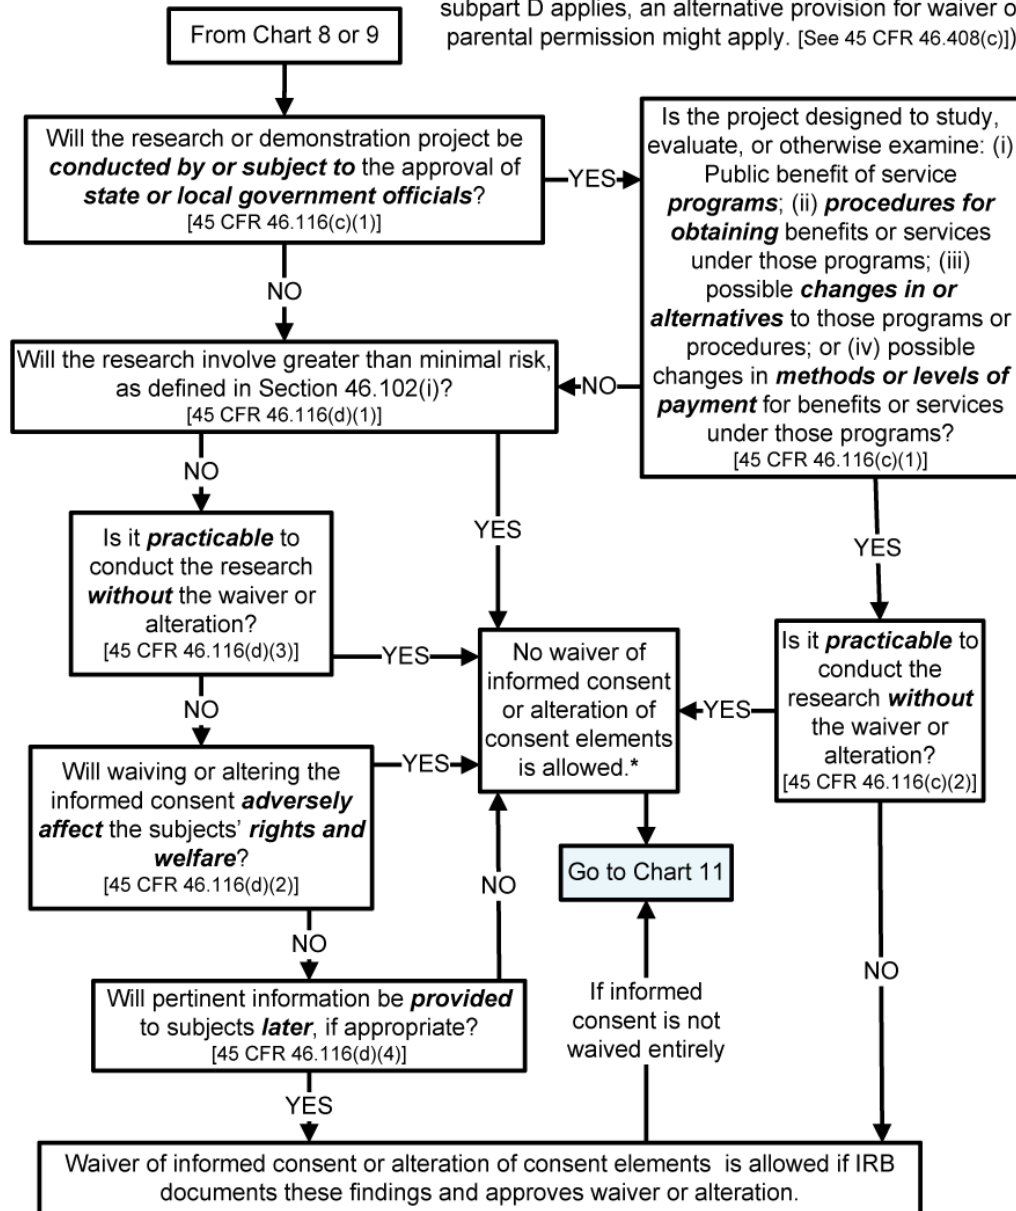 subpart D applies, an alternative provision for waiver o
parental permission might apply. [See 45 CFR 46.408(c)])
From Chart 8 or 9
Will the research or demonstration project be
conducted by or subject to the approval of
state or local government officials?
[45 CFR 46.116(c)(1)]
YES
Is the project designed to study,
evaluate, or otherwise examine: (i)
Public benefit of service
programs; (ii) procedures for
obtaining benefits or services
under those programs; (iii)
possible changes in or
alternatives to those programs or
procedures; or (iv) possible
changes in methods or levels of
payment for benefits or services
under those programs?
[45 CFR 46.116(c)(1)]
NO
Will the research involve greater than minimal risk,
as defined in Section 46.102(i)?
[45 CFR 46.116(d)(1)]
NO
NO
YES
YES
Is it practicable to
conduct the research
without the waiver or
alteration?
[45 CFR 46.116(d)(3)]
YES
No waiver of
informed consent
or alteration of
consent elements
is allowed.*
YES
Is it practicable to
conduct the
research without
the waiver or
alteration?
[45 CFR 46.116(c)(2)]
NO
Will waiving or altering the
informed consent adversely
affect the subjects' rights and
welfare?
[45 CFR 46.116(d)(2)]
YES
Go to Chart 11
NO
NO
Will pertinent information be provided
to subjects later, if appropriate?
[45 CFR 46.116(d)(4)]
If informed
consent is not
waived entirely
NO
YES
Waiver of informed consent or alteration of consent elements is allowed if IRB
documents these findings and approves waiver or alteration.